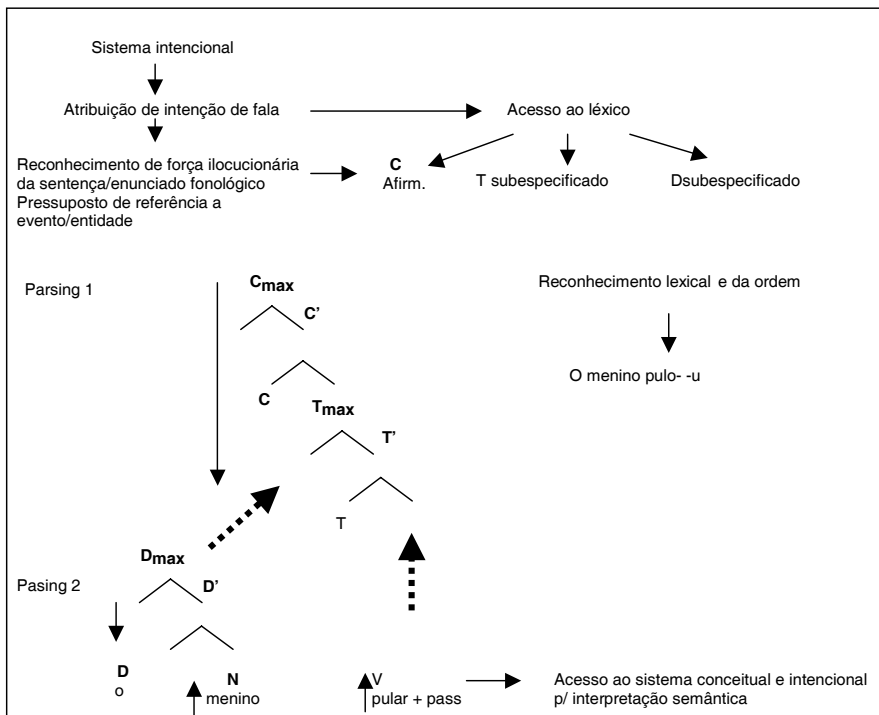 Sistema intencional
Atribuição de intenção de fala
Acesso ao léxico
Reconhecimento de força ilocucionária
da sentença/enunciado fonológico
Pressuposto de referência a
evento/entidade
C
Afirm.
T subespecificado
Dsubespecificado
Parsing 1
Cmax
C'
C
Tmax
T'
T
Reconhecimento lexical e da ordem
O menino pulo- -u
Pasing 2
Dmax
D'
D
o
N
menino
V
pular + pass
Acesso ao sistema conceitual e intencional
p/ interpretação semântica